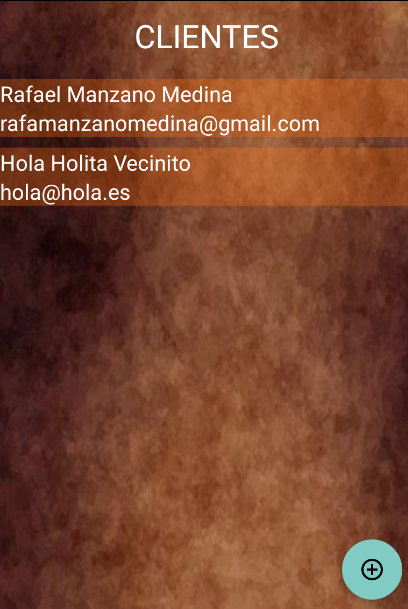 CLIENTES
Rafael Manzano Medina
rafamanzanomedina@gmail.com
Hola Holita Vecinito
hola@hola.es